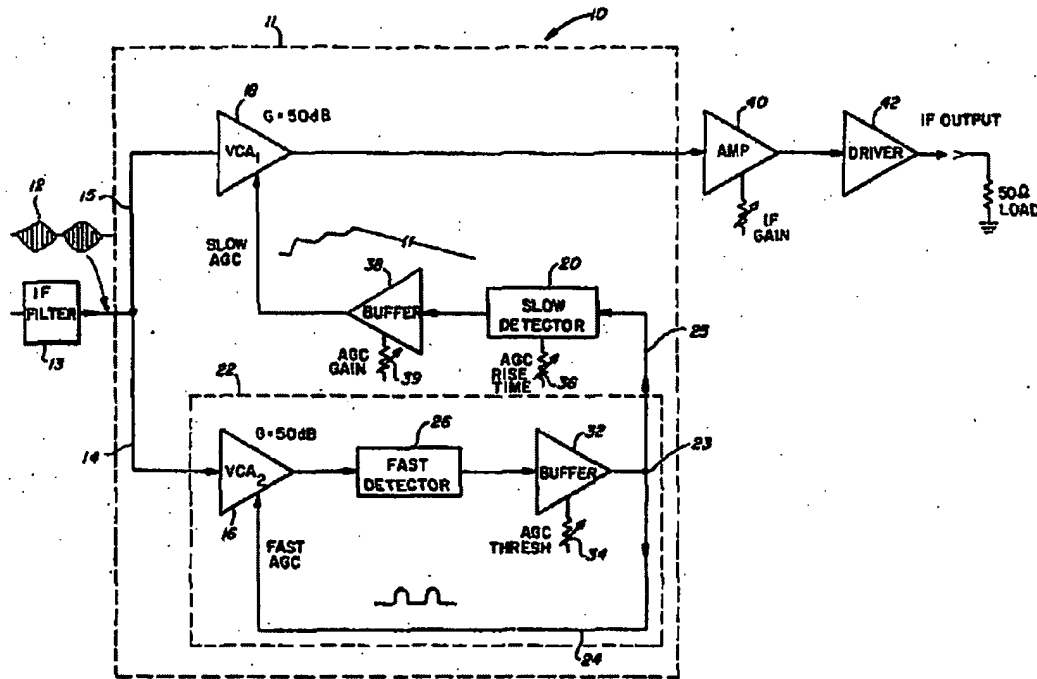 10
11
18
G = 50dB
VCA1
40
AMP
42
DRIVER
IF OUTPUT
50Ω
LOAD
IF
GAIN
12
15
SLOW
AGC
38
BUFFER
20
SLOW
DETECTOR
IF
FILTER
13
AGC
GAIN
39
AGC
RISE
TIME
36
25
22
14
G = 50dB
VCA2
16
26
FAST
DETECTOR
32
BUFFER
23
FAST
AGC
AGC
THRESH
34
24